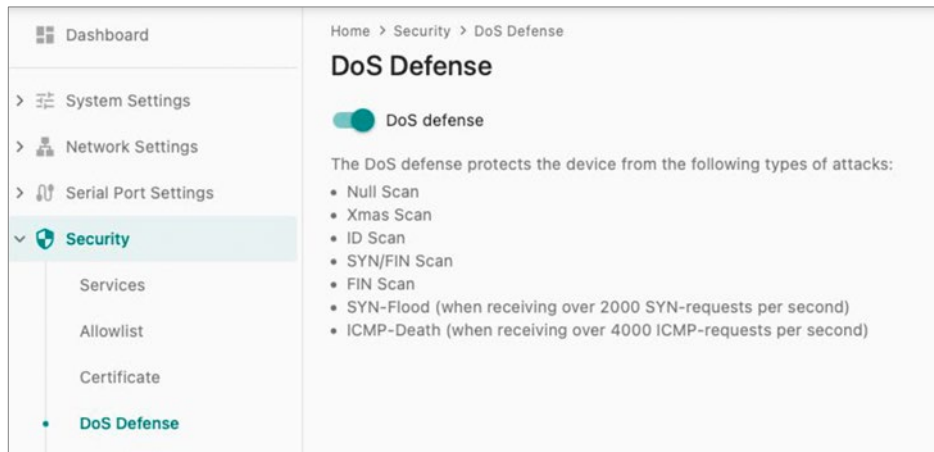 Dashboard
System Settings
Network Settings
Serial Port Settings
Security
Services
Allowlist
Certificate
DoS Defense
Home > Security > DoS Defense
DoS Defense
DoS defense
The DoS defense protects the device from the following types of attacks:
• Null Scan
• Xmas Scan
• ID Scan
• SYN/FIN Scan
• FIN Scan
• SYN-Flood (when receiving over 2000 SYN-requests per second)
• ICMP-Death (when receiving over 4000 ICMP-requests per second)